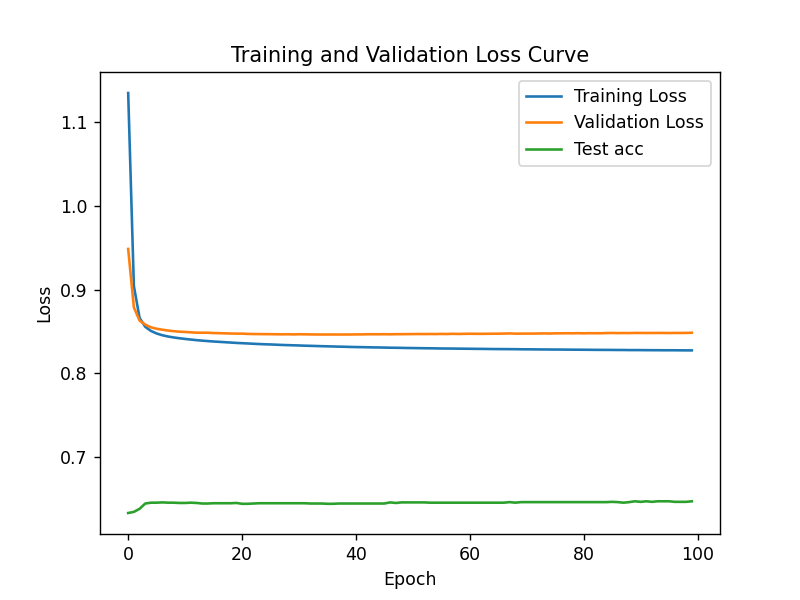 Training and Validation Loss Curve
Training Loss
Validation Loss
Test acc
1.1
1.0
0.9
0.8
0.7
Loss
0 20 40 60 80 100
Epoch